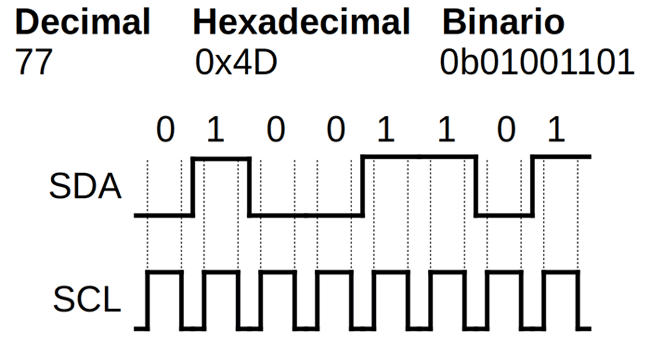 Decimal Hexadecimal Binario
77 0x4D 0b01001101
0 1 0 0 1 1 0 1
SDA
SCL